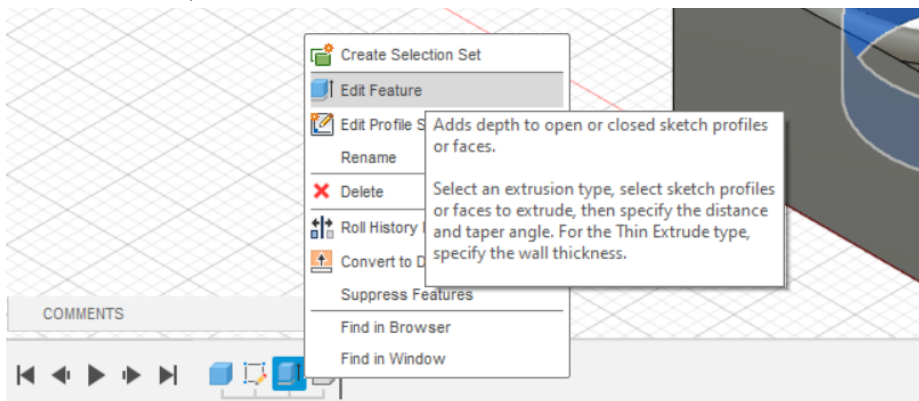 Create Selection Set
Edit Feature
Edit Profile S
Adds depth to open or closed sketch profiles
or faces.
Rename
Delete
Select an extrusion type, select sketch profiles
or faces to extrude, then specify the distance
and taper angle. For the Thin Extrude type,
specify the wall thickness.
Roll History
Convert to D
Suppress Features
COMMENTS
Find in Browser
Find in Window